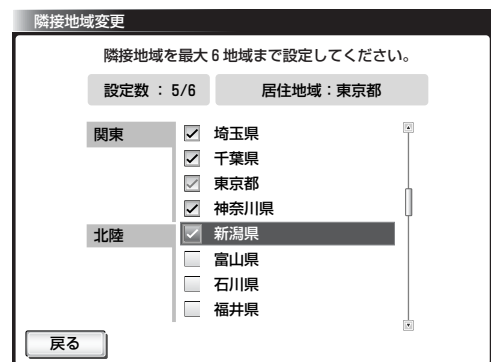 隣接地域変更
隣接地域を最大6地域まで設定してください。
設定数：5/6 居住地域：東京都
関東 埼玉県
千葉県
東京都
神奈川県
北陸 新潟県
富山県
石川県
福井県
戻る